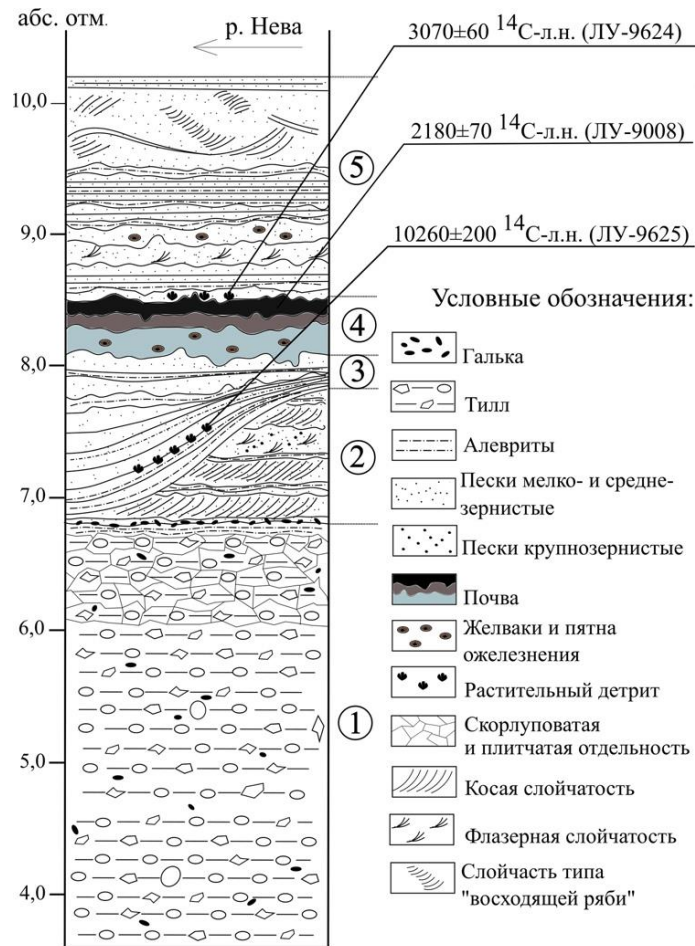 абс. отм.
р. Нева
3070±60 ¹⁴С-л.н. (ЛУ-9624)
2180±70 ¹⁴С-л.н. (ЛУ-9008)
10260±200 ¹⁴С-л.н. (ЛУ-9625)
10,0
9,0
8,0
7,0
6,0
5,0
4,0
5
4
3
2
1
Условные обозначения:
Галька
Тилл
Алевриты
Пески мелко- и средне-
зернистые
Пески крупнозернистые
Почва
Желваки и пятна
ожелезнения
Растительный детрит
Скорлуповатая
и плитчатая отдельность
Косая слойчатость
Флазерная слойчатость
Слойчасть типа
"восходящей ряби"